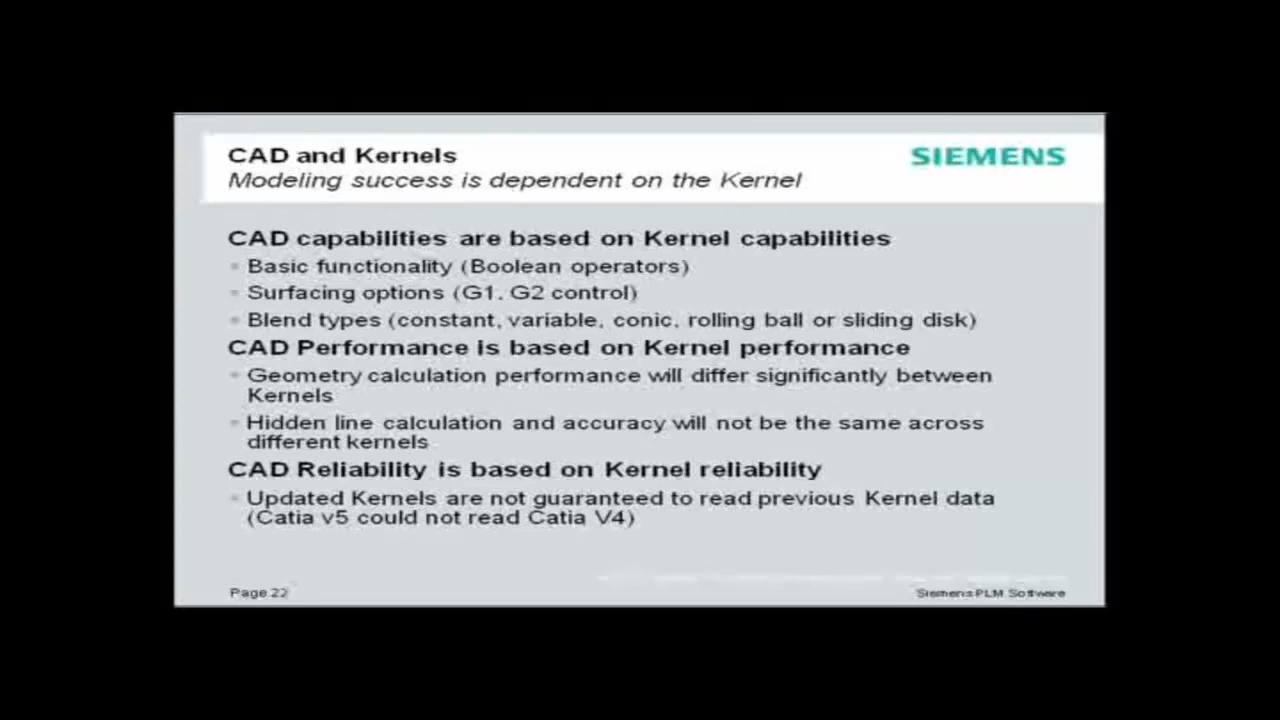 CAD and Kernels
SIEMENS
Modeling success is dependent on the Kernel
CAD capabilities are based on Kernel capabilities
Basic functionality (Boolean operators)
Surfacing options (G1, G2 control)
Blend types (constant, variable, conic, rolling ball or sliding disk)
CAD Performance is based on Kernel performance
Geometry calculation performance will differ significantly between
Kernels
Hidden line calculation and accuracy will not be the same across
different kernels
CAD Reliability is based on Kernel reliability
Updated Kernels are not guaranteed to read previous Kernel data
(Catia v5 could not read Catia V4)
Page 22
Siemens PLM Software